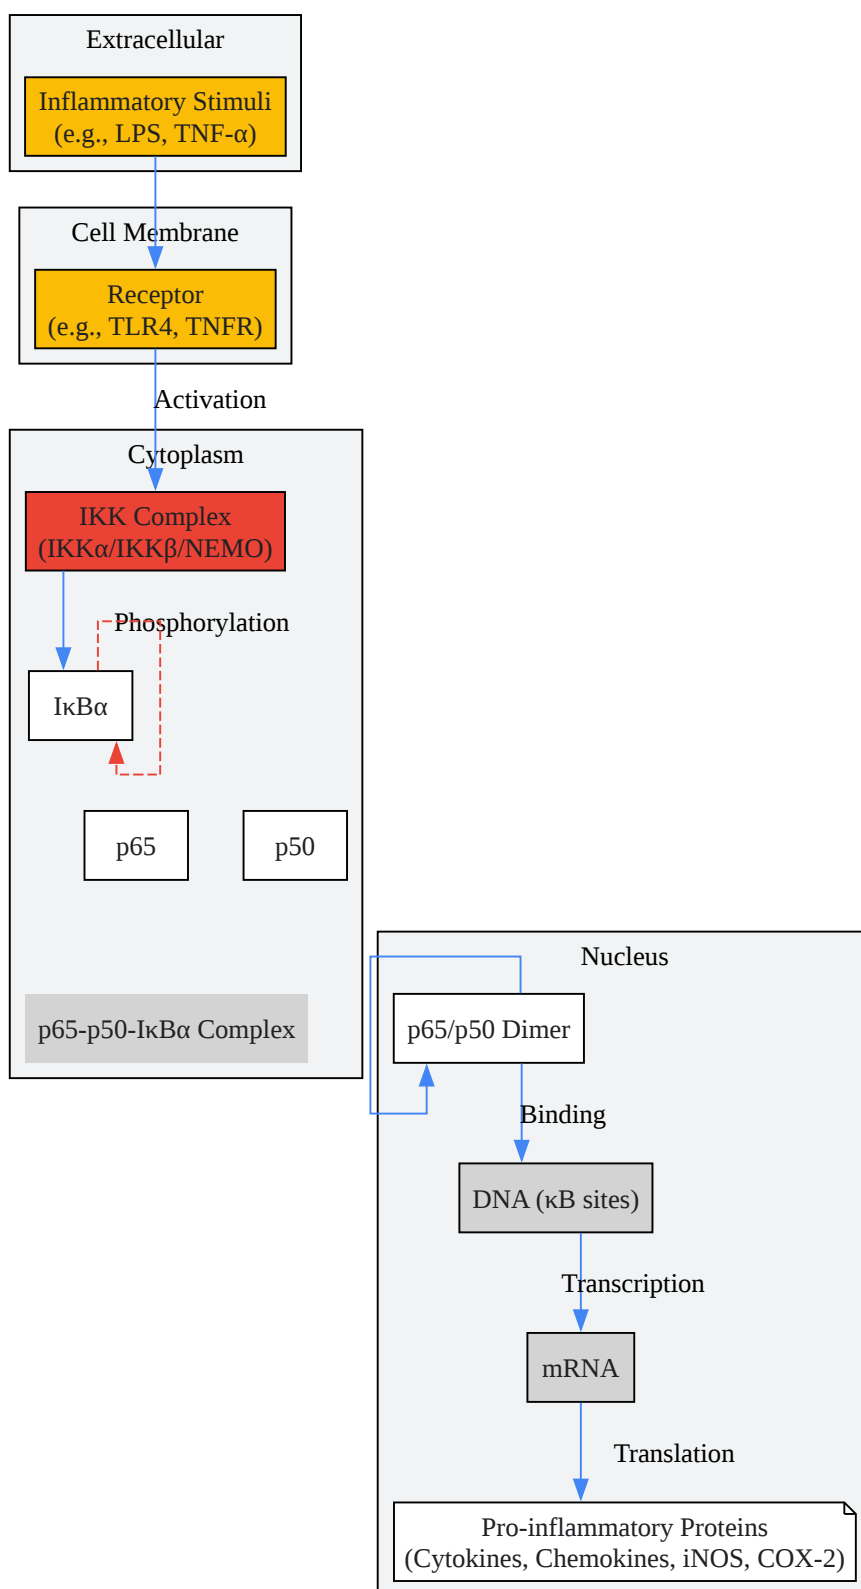 Extracellular
Inflammatory Stimuli
(e.g., LPS, TNF-α)
Cell Membrane
Receptor
(e.g., TLR4, TNFR)
Activation
Cytoplasm
IKK Complex
(IKKα/IKKβ/NEMO)
Phosphorylation
IκBα
p65
p50
p65-p50-IκBα Complex
Nucleus
p65/p50 Dimer
Binding
DNA (κB sites)
Transcription
mRNA
Translation
Pro-inflammatory Proteins
(Cytokines, Chemokines, iNOS, COX-2)